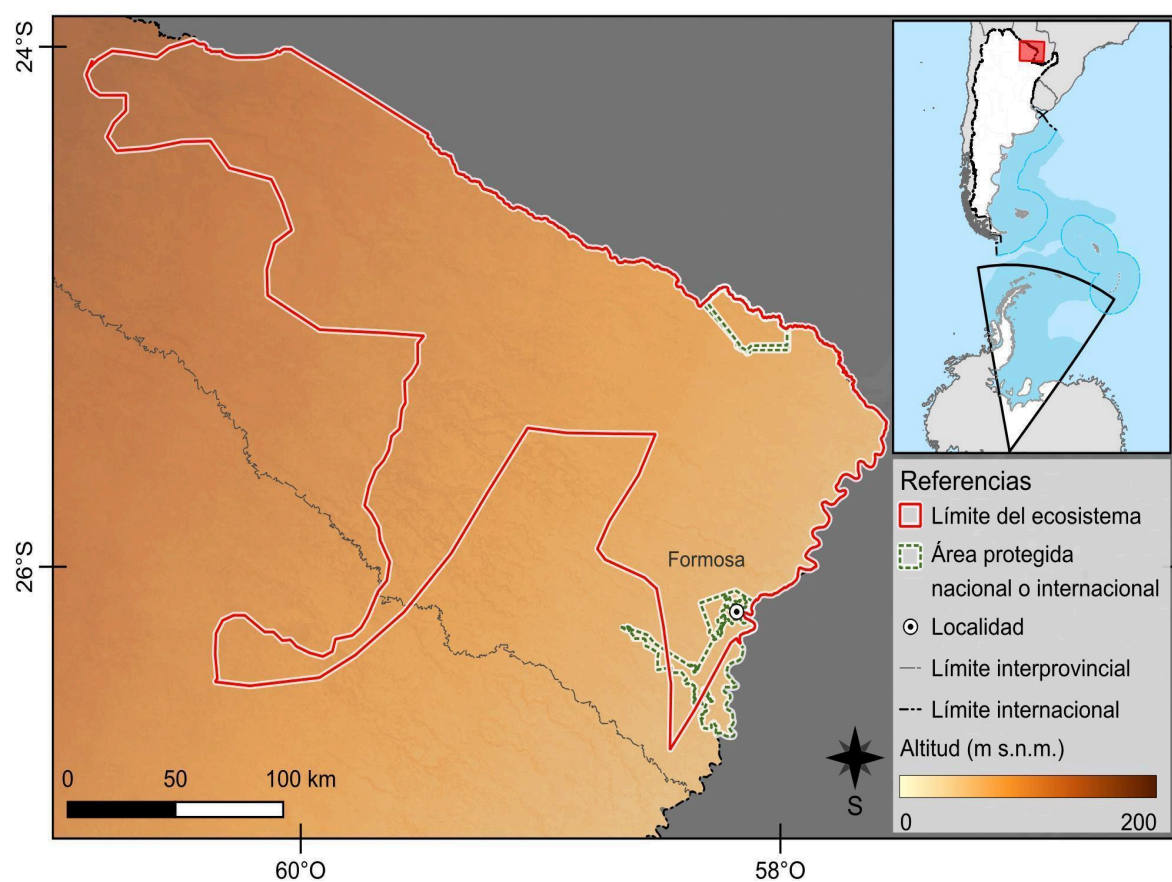 24°S
26°S
Formosa
0 50 100 km
S
60°O
58°O
Referencias
Límite del ecosistema
Área protegida
nacional o internacional
Localidad
Límite interprovincial
Límite internacional
Altitud (m s.n.m.)
0 200